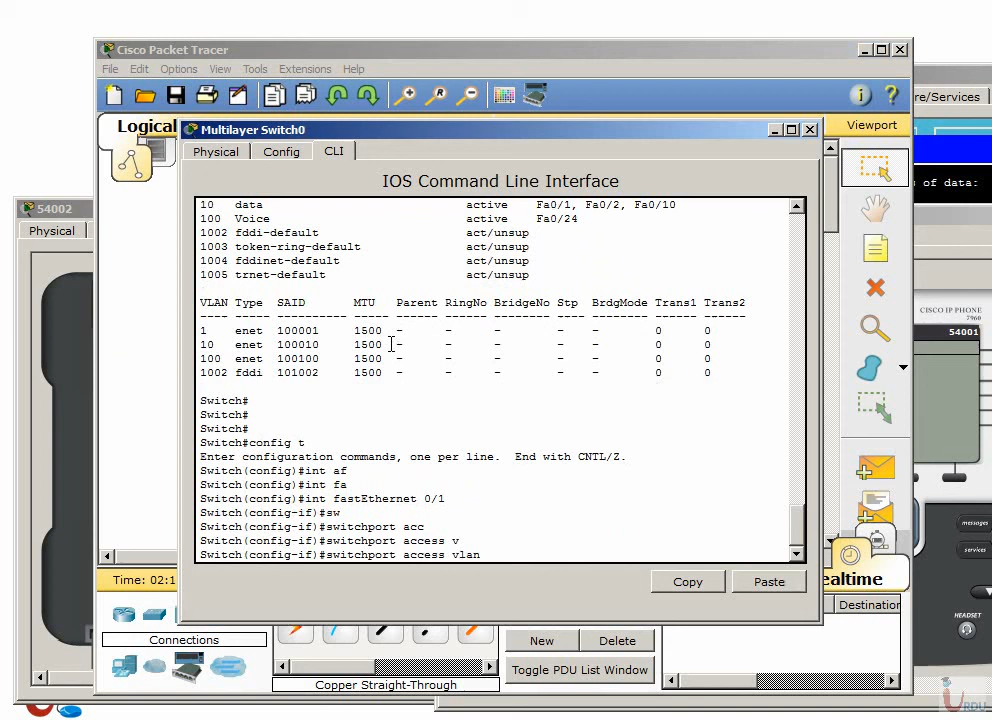 Cisco Packet Tracer
File Edit Options View Tools Extensions Help
Logical
Viewport
re/Services
s of data:
Multilayer Switch0
Physical Config CLI
IOS Command Line Interface
10 data active Fa0/1, Fa0/2, Fa0/10
100 Voice active Fa0/24
1002 fddi-default act/unsup
1003 token-ring-default act/unsup
1004 fddinet-default act/unsup
1005 trnet-default act/unsup
VLAN Type SAID MTU Parent RingNo BridgeNo Stp BrdgMode Trans1 Trans2
---- ----- ---------- ----- ------ ------ -------- ---- -------- ------ ------
1 enet 100001 1500 - - - - - 0 0
10 enet 100010 1500 - - - - - 0 0
100 enet 100100 1500 - - - - - 0 0
1002 fddi 101002 1500 - - - - - 0 0
Switch#
Switch#
Switch#
Switch#config t
Enter configuration commands, one per line. End with CNTL/Z.
Switch(config)#int af
Switch(config)#int fa
Switch(config)#int fastEthernet 0/1
Switch(config-if)#sw
Switch(config-if)#switchport acc
Switch(config-if)#switchport access v
Switch(config-if)#switchport access vlan
Copy Paste
54002
Physical
CISCO IP PHONE
7960
54001
messages
services
HEADSET
Time: 02:1
ealtime
Connections
Copper Straight-Through
New Delete
Toggle PDU List Window
Destination
URDU